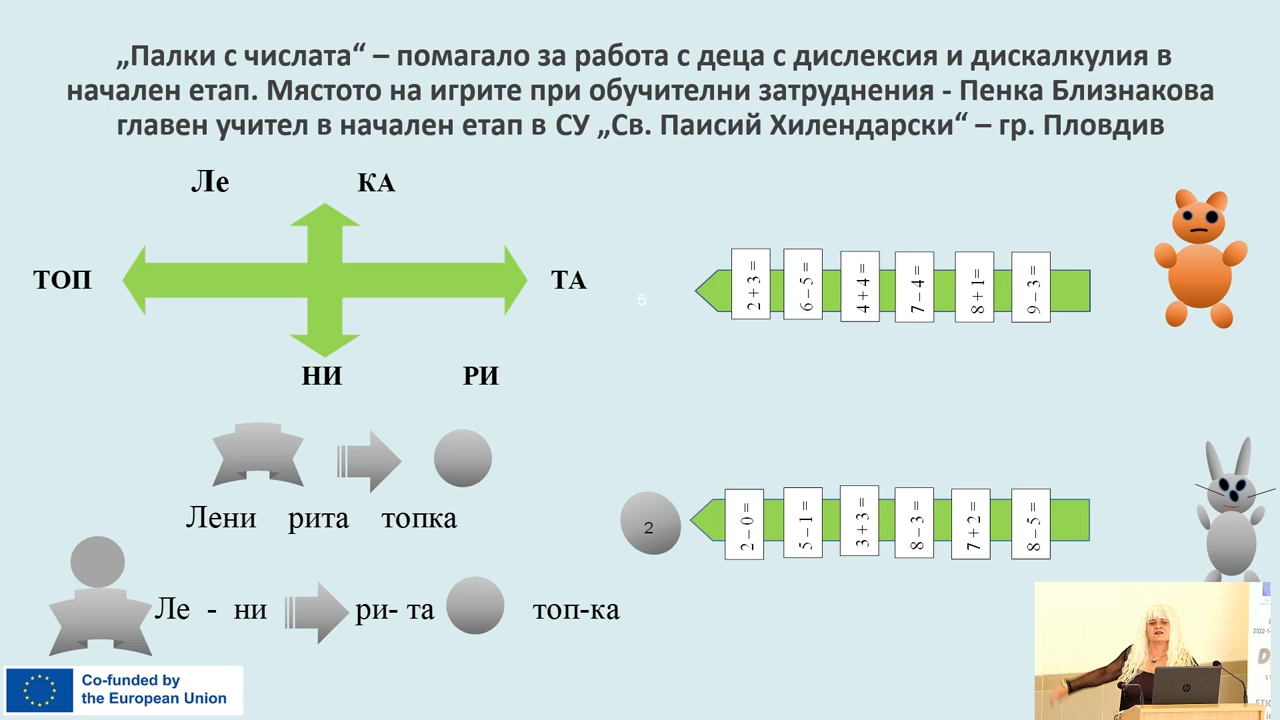 „Палки с числата“ – помагало за работа с деца с дислексия и дискалкулия в
начален етап. Мястото на игрите при обучителни затруднения - Пенка Близнакова
главен учител в начален етап в СУ „Св. Паисий Хилендарски“ – гр. Пловдив
Ле КА
ТОП ТА
НИ РИ
5
2 + 3 =
6 – 5 =
4 + 4 =
7 – 4 =
8 + 1=
9 – 3 =
Лени рита топка
2
2 – 0 =
5 – 1 =
3 + 3 =
8 – 3 =
7 + 2 =
8 – 5 =
Ле - ни ри- та топ-ка
Co-funded by
the European Union
hp